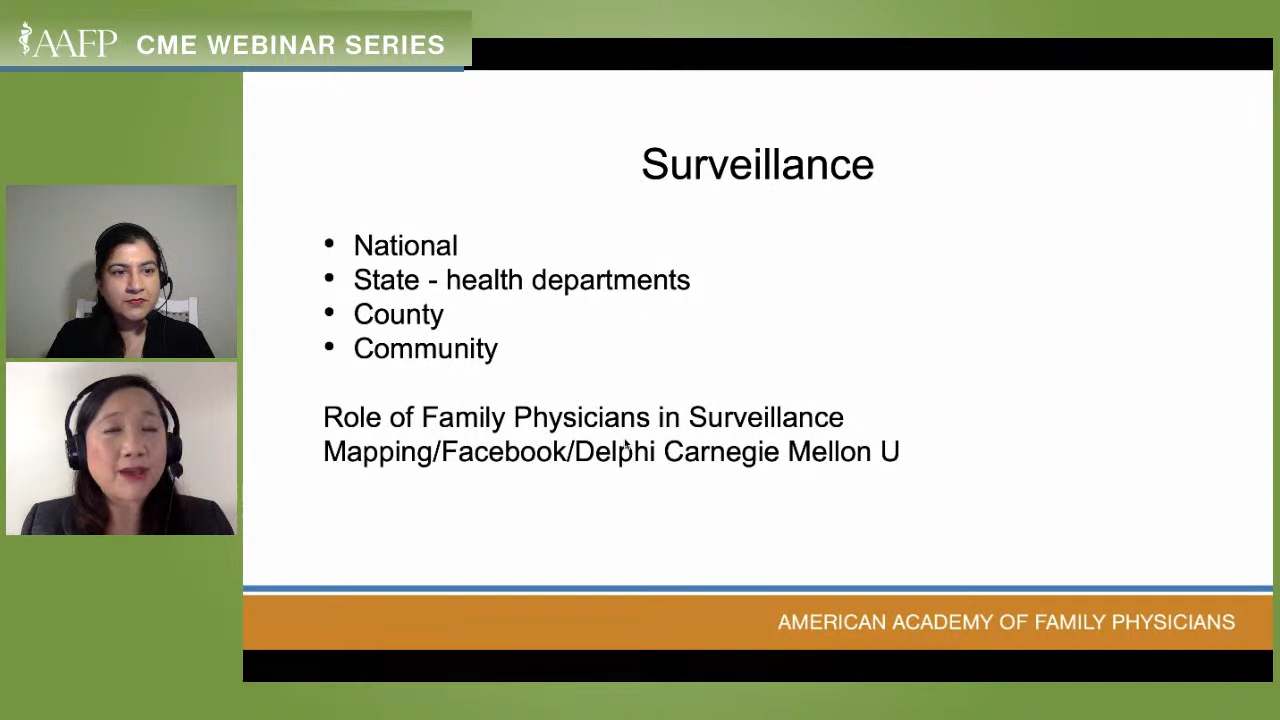 AAFP CME WEBINAR SERIES
Surveillance
• National
• State - health departments
• County
• Community
Role of Family Physicians in Surveillance
Mapping/Facebook/Delphi Carnegie Mellon U
AMERICAN ACADEMY OF FAMILY PHYSICIANS